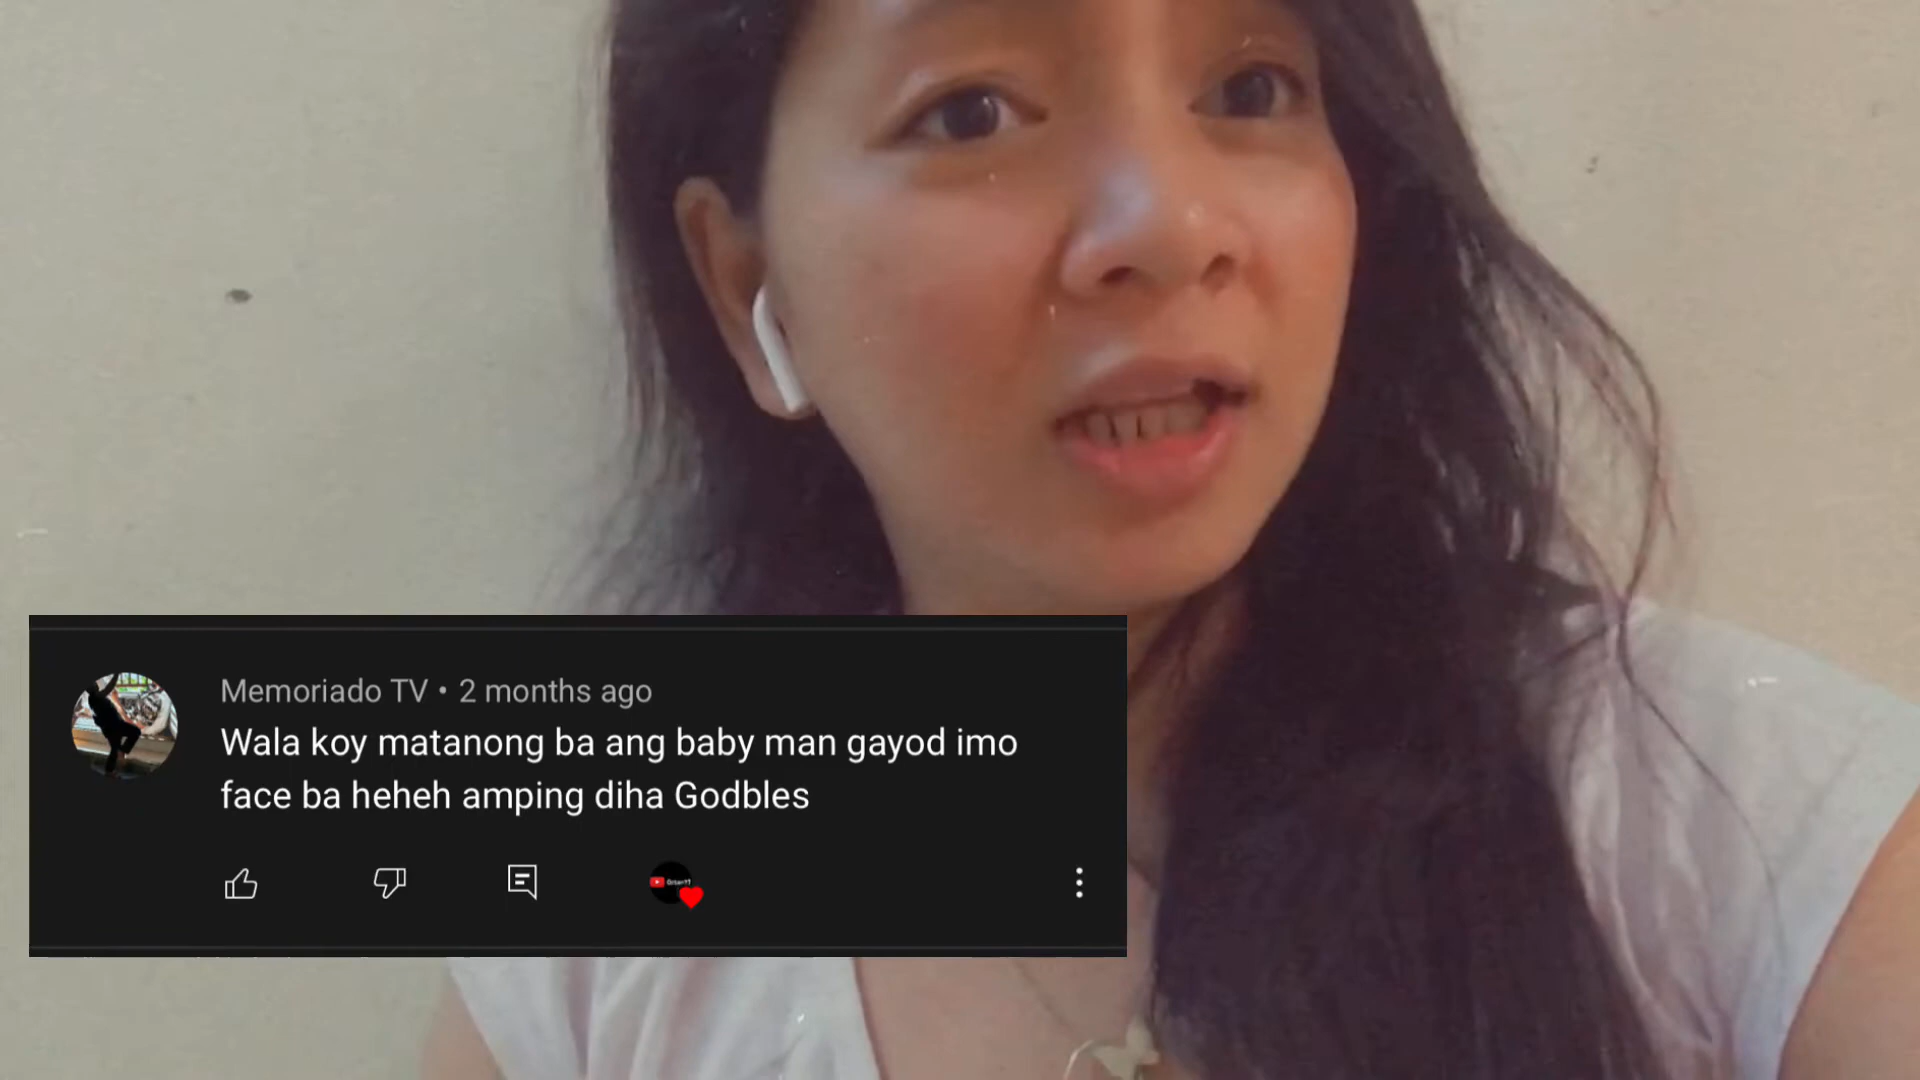 Memoriado TV • 2 months ago
Wala koy matanong ba ang baby man gayod imo
face ba heheh amping diha Godbles